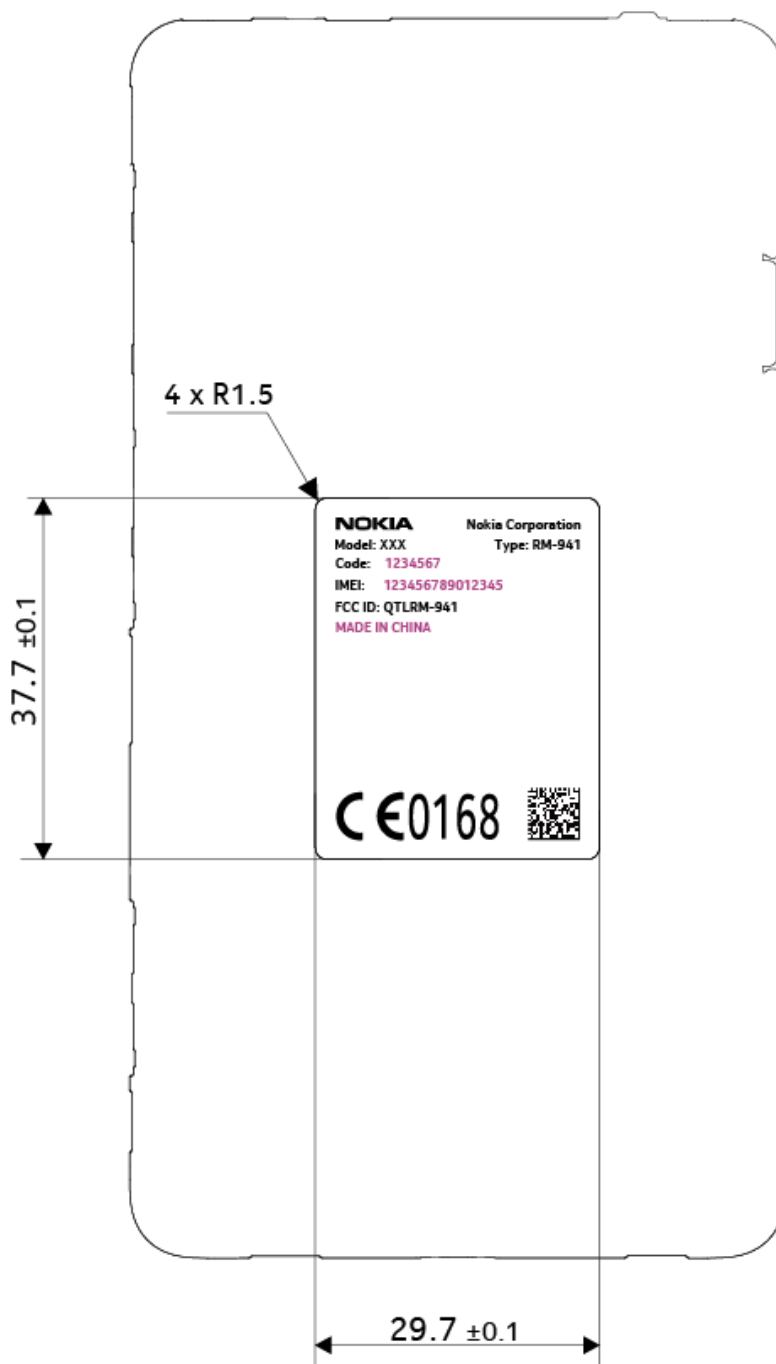 4 x R1.5
NOKIA Nokia Corporation
Model: XXX Type: RM-941
Code: 1234567
IMEI: 123456789012345
FCC ID: QTLRM-941
MADE IN CHINA
37.7 ±0.1
CE0168
29.7 ±0.1